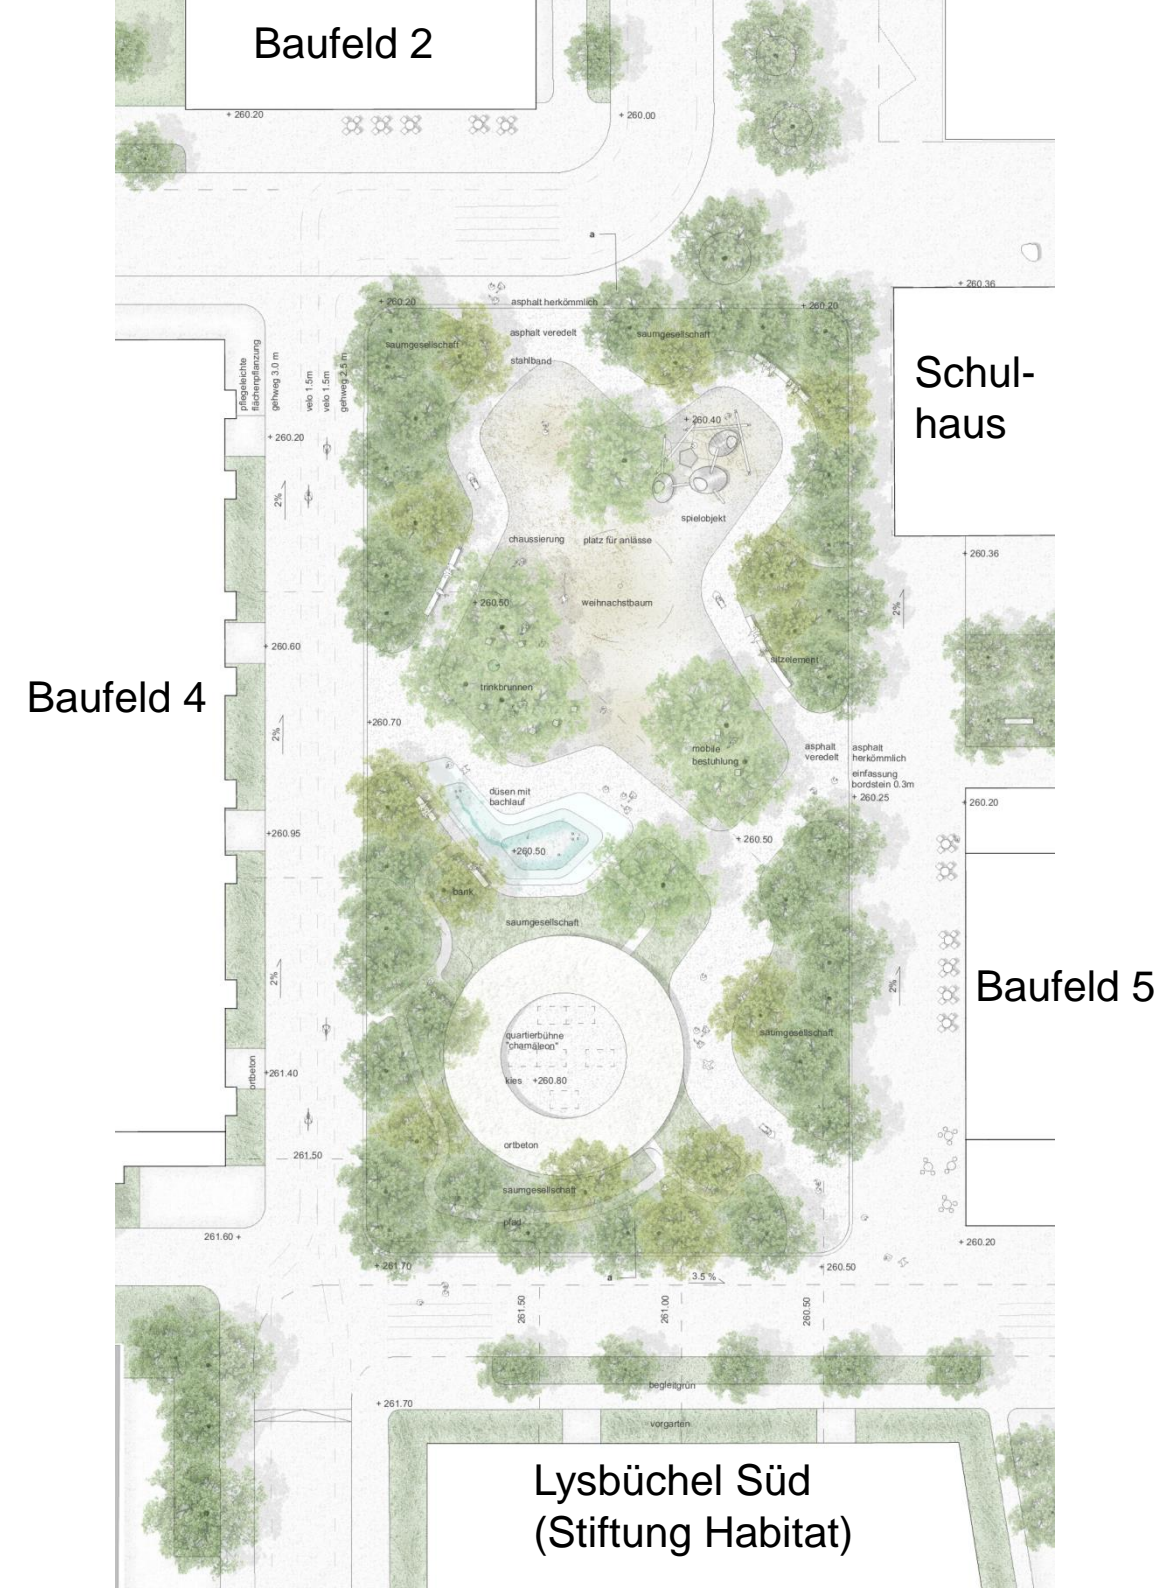 Baufeld 2
+ 260.20
+ 260.00
a
+ 260.36
+ 260.20
asphalt herkömmlich
+ 260.20
asphalt veredelt
saumgesellschaft
saumgesellschaft
stahlband
pflegeleichte
flächenpflanzung
gehweg 3.0 m
velo 1.5m
velo 1.5m
gehweg 2.5 m
Schul-
haus
+ 260.40
+ 260.20
2%
spielobjekt
chaussierung
platz für anlässe
+ 260.36
weihnachstbaum
+ 260.50
2%
+ 260.60
sitzelement
trinkbrunnen
Baufeld 4
+260.70
2%
mobile
bestuhlung
asphalt
veredelt
asphalt
herkömmlich
einfassung
bordstein 0.3m
+ 260.25
düsen mit
bachlauf
+ 260.20
+260.95
+ 260.50
+260.50
bank
saumgesellschaft
2%
2%
Baufeld 5
quartierbühne
"chamäleon"
saumgesellschaft
ortbeton
+261.40
kies +260.80
ortbeton
261.50
saumgesellschaft
pfad
261.60 +
+ 260.20
+ 261.70
+ 260.50
a
3.5 %
261.50
261.00
260.50
begleitgrün
+ 261.70
vorgarten
Lysbüchel Süd
(Stiftung Habitat)